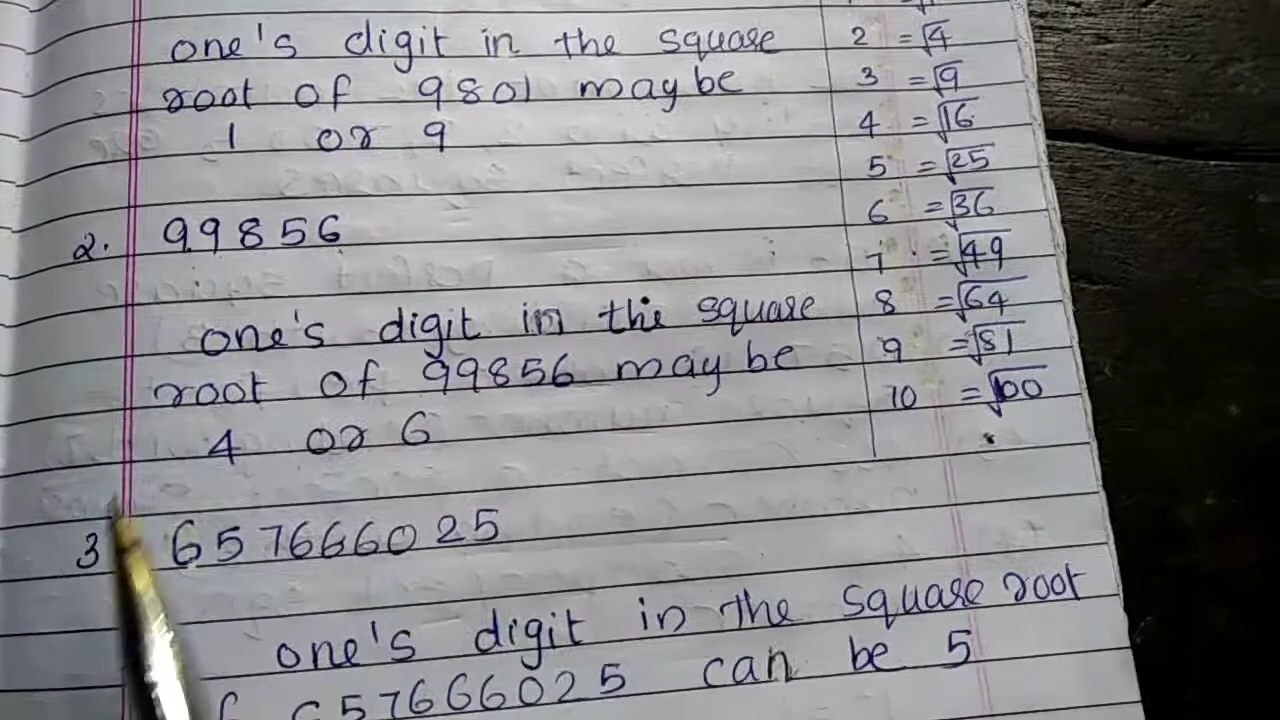 one's digit in the square
root of 9801 may be
1 or 9
2. 99856
one's digit in the square
root of 99856 may be
4 or 6
3 657666025
one's digit in the square root
657666025 can be 5
2 = √4
3 = √9
4 = √16
5 = √25
6 = √36
7 = √49
8 = √64
9 = √81
10 = √100